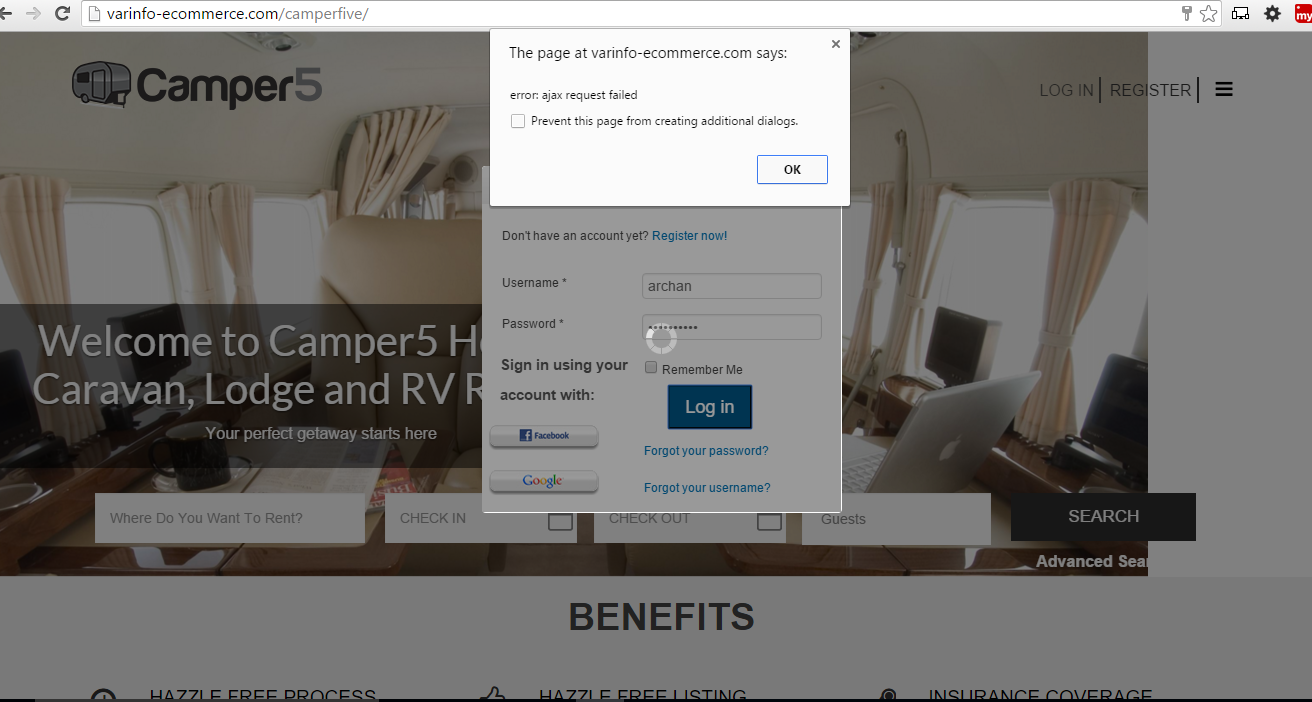 varinfo-ecommerce.com/camperfive/
my
The page at varinfo-ecommerce.com says:
error: ajax request failed
Prevent this page from creating additional dialogs.
OK
Camper5
LOG IN
REGISTER
Don't have an account yet? Register now!
Username *
archan
Password *
••••••••••
Sign in using your
account with:
Remember Me
Log in
Facebook
Google
Forgot your password?
Forgot your username?
Welcome to Camper5 Ho
Caravan, Lodge and RV R
Your perfect getaway starts here
Where Do You Want To Rent?
CHECK IN
CHECK OUT
Guests
SEARCH
Advanced Sear
BENEFITS
HAZZLE FREE PROCESS
HAZZLE FREE LISTING
INSURANCE COVERAGE